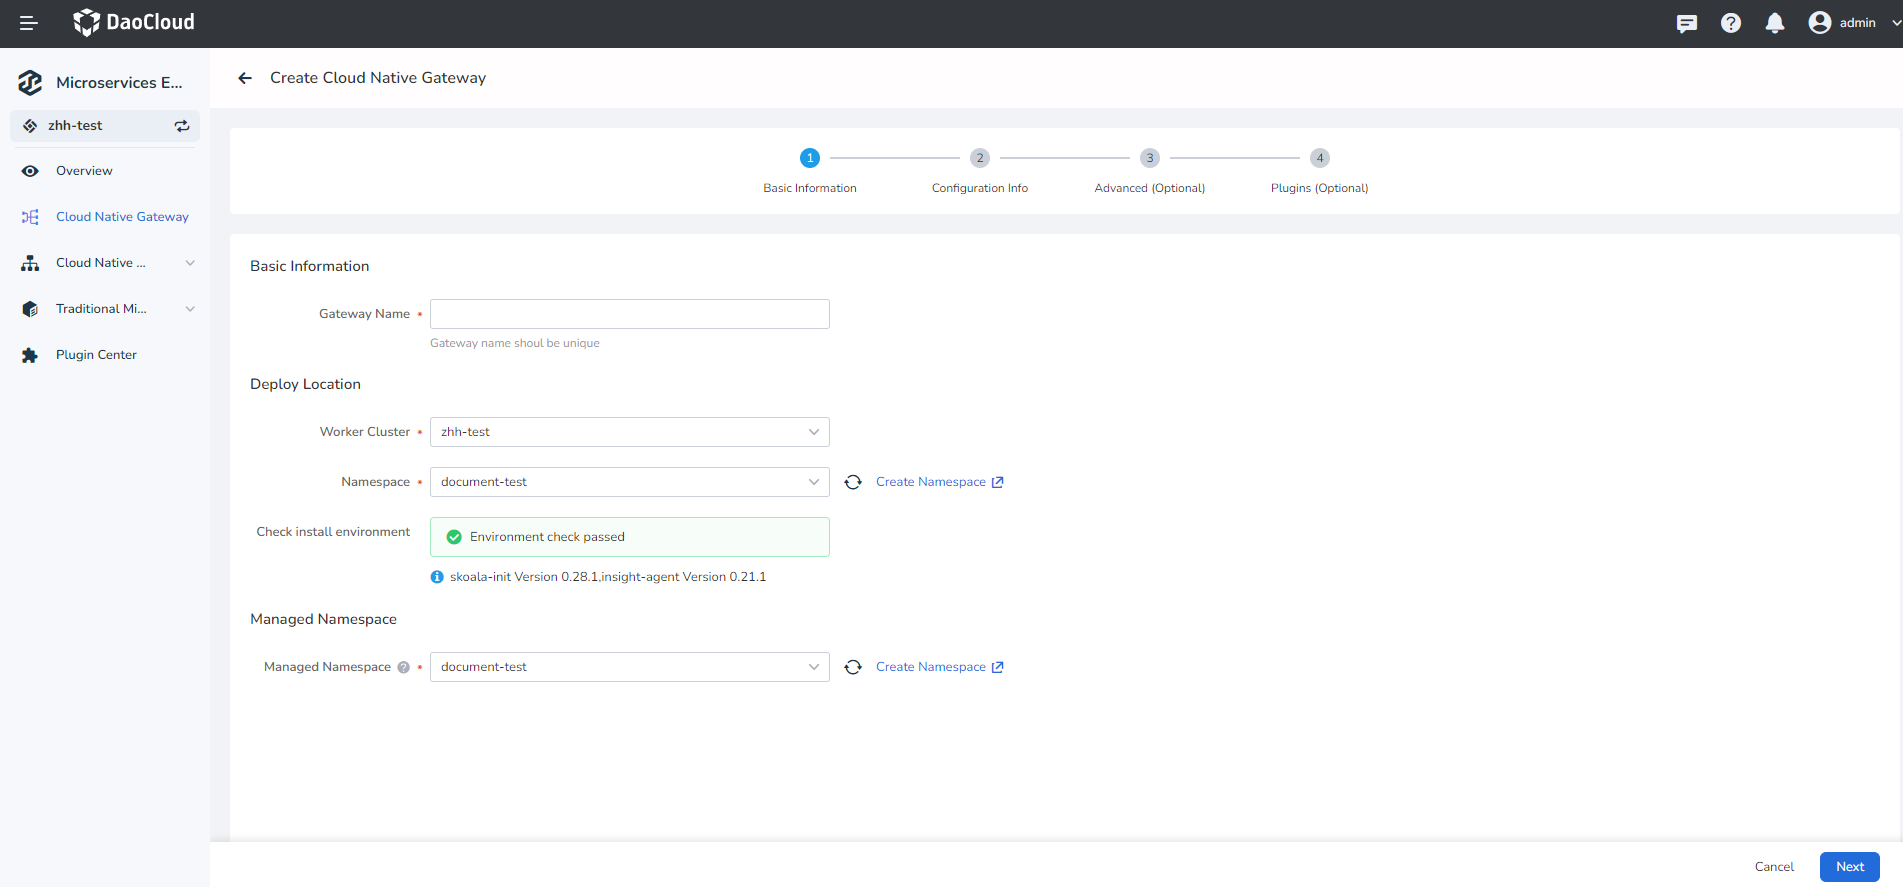 DaoCloud
admin
Microservices E...
zhh-test
Overview
Cloud Native Gateway
Cloud Native ...
Traditional Mi...
Plugin Center
Create Cloud Native Gateway
1 2 3 4
Basic Information Configuration Info Advanced (Optional) Plugins (Optional)
Basic Information
Gateway Name *
Gateway name shoul be unique
Deploy Location
Worker Cluster * zhh-test
Namespace * document-test Create Namespace
Check install environment Environment check passed
skoala-init Version 0.28.1,insight-agent Version 0.21.1
Managed Namespace
Managed Namespace ? * document-test Create Namespace
Cancel Next